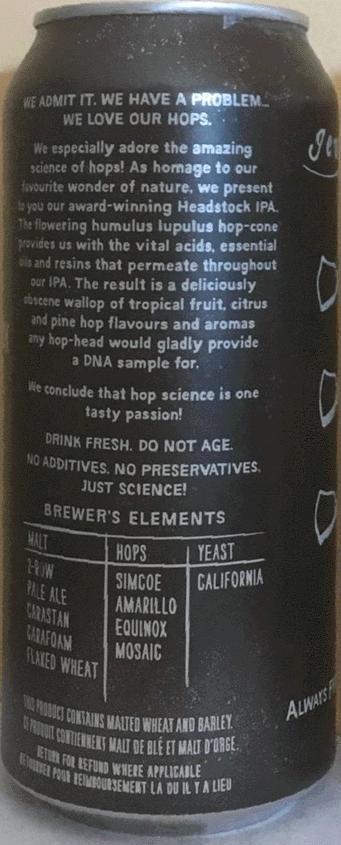 WE ADMIT IT. WE HAVE A PROBLEM...
WE LOVE OUR HOPS.
We especially adore the amazing
science of hops! As homage to our
favourite wonder of nature, we present
to you our award-winning Headstock IPA.
The flowering humulus lupulus hop-cone
provides us with the vital acids, essential
oils and resins that permeate throughout
our IPA. The result is a deliciously
obscene wallop of tropical fruit, citrus
and pine hop flavours and aromas
any hop-head would gladly provide
a DNA sample for.
We conclude that hop science is one
tasty passion!
DRINK FRESH. DO NOT AGE.
NO ADDITIVES. NO PRESERVATIVES.
JUST SCIENCE!
BREWER'S ELEMENTS
MALT HOPS YEAST
2-ROW SIMCOE CALIFORNIA
PALE ALE AMARILLO
CARASTAN EQUINOX
CARAFOAM MOSAIC
FLAKED WHEAT
THIS PRODUCT CONTAINS MALTED WHEAT AND BARLEY.
CE PRODUIT CONTIENNENT MALT DE BLÉ ET MALT D'ORGE.
RETURN FOR REFUND WHERE APPLICABLE
RETOURNER POUR REIMBOURSEMENT LA OU IL Y A LIEU
ALWAYS